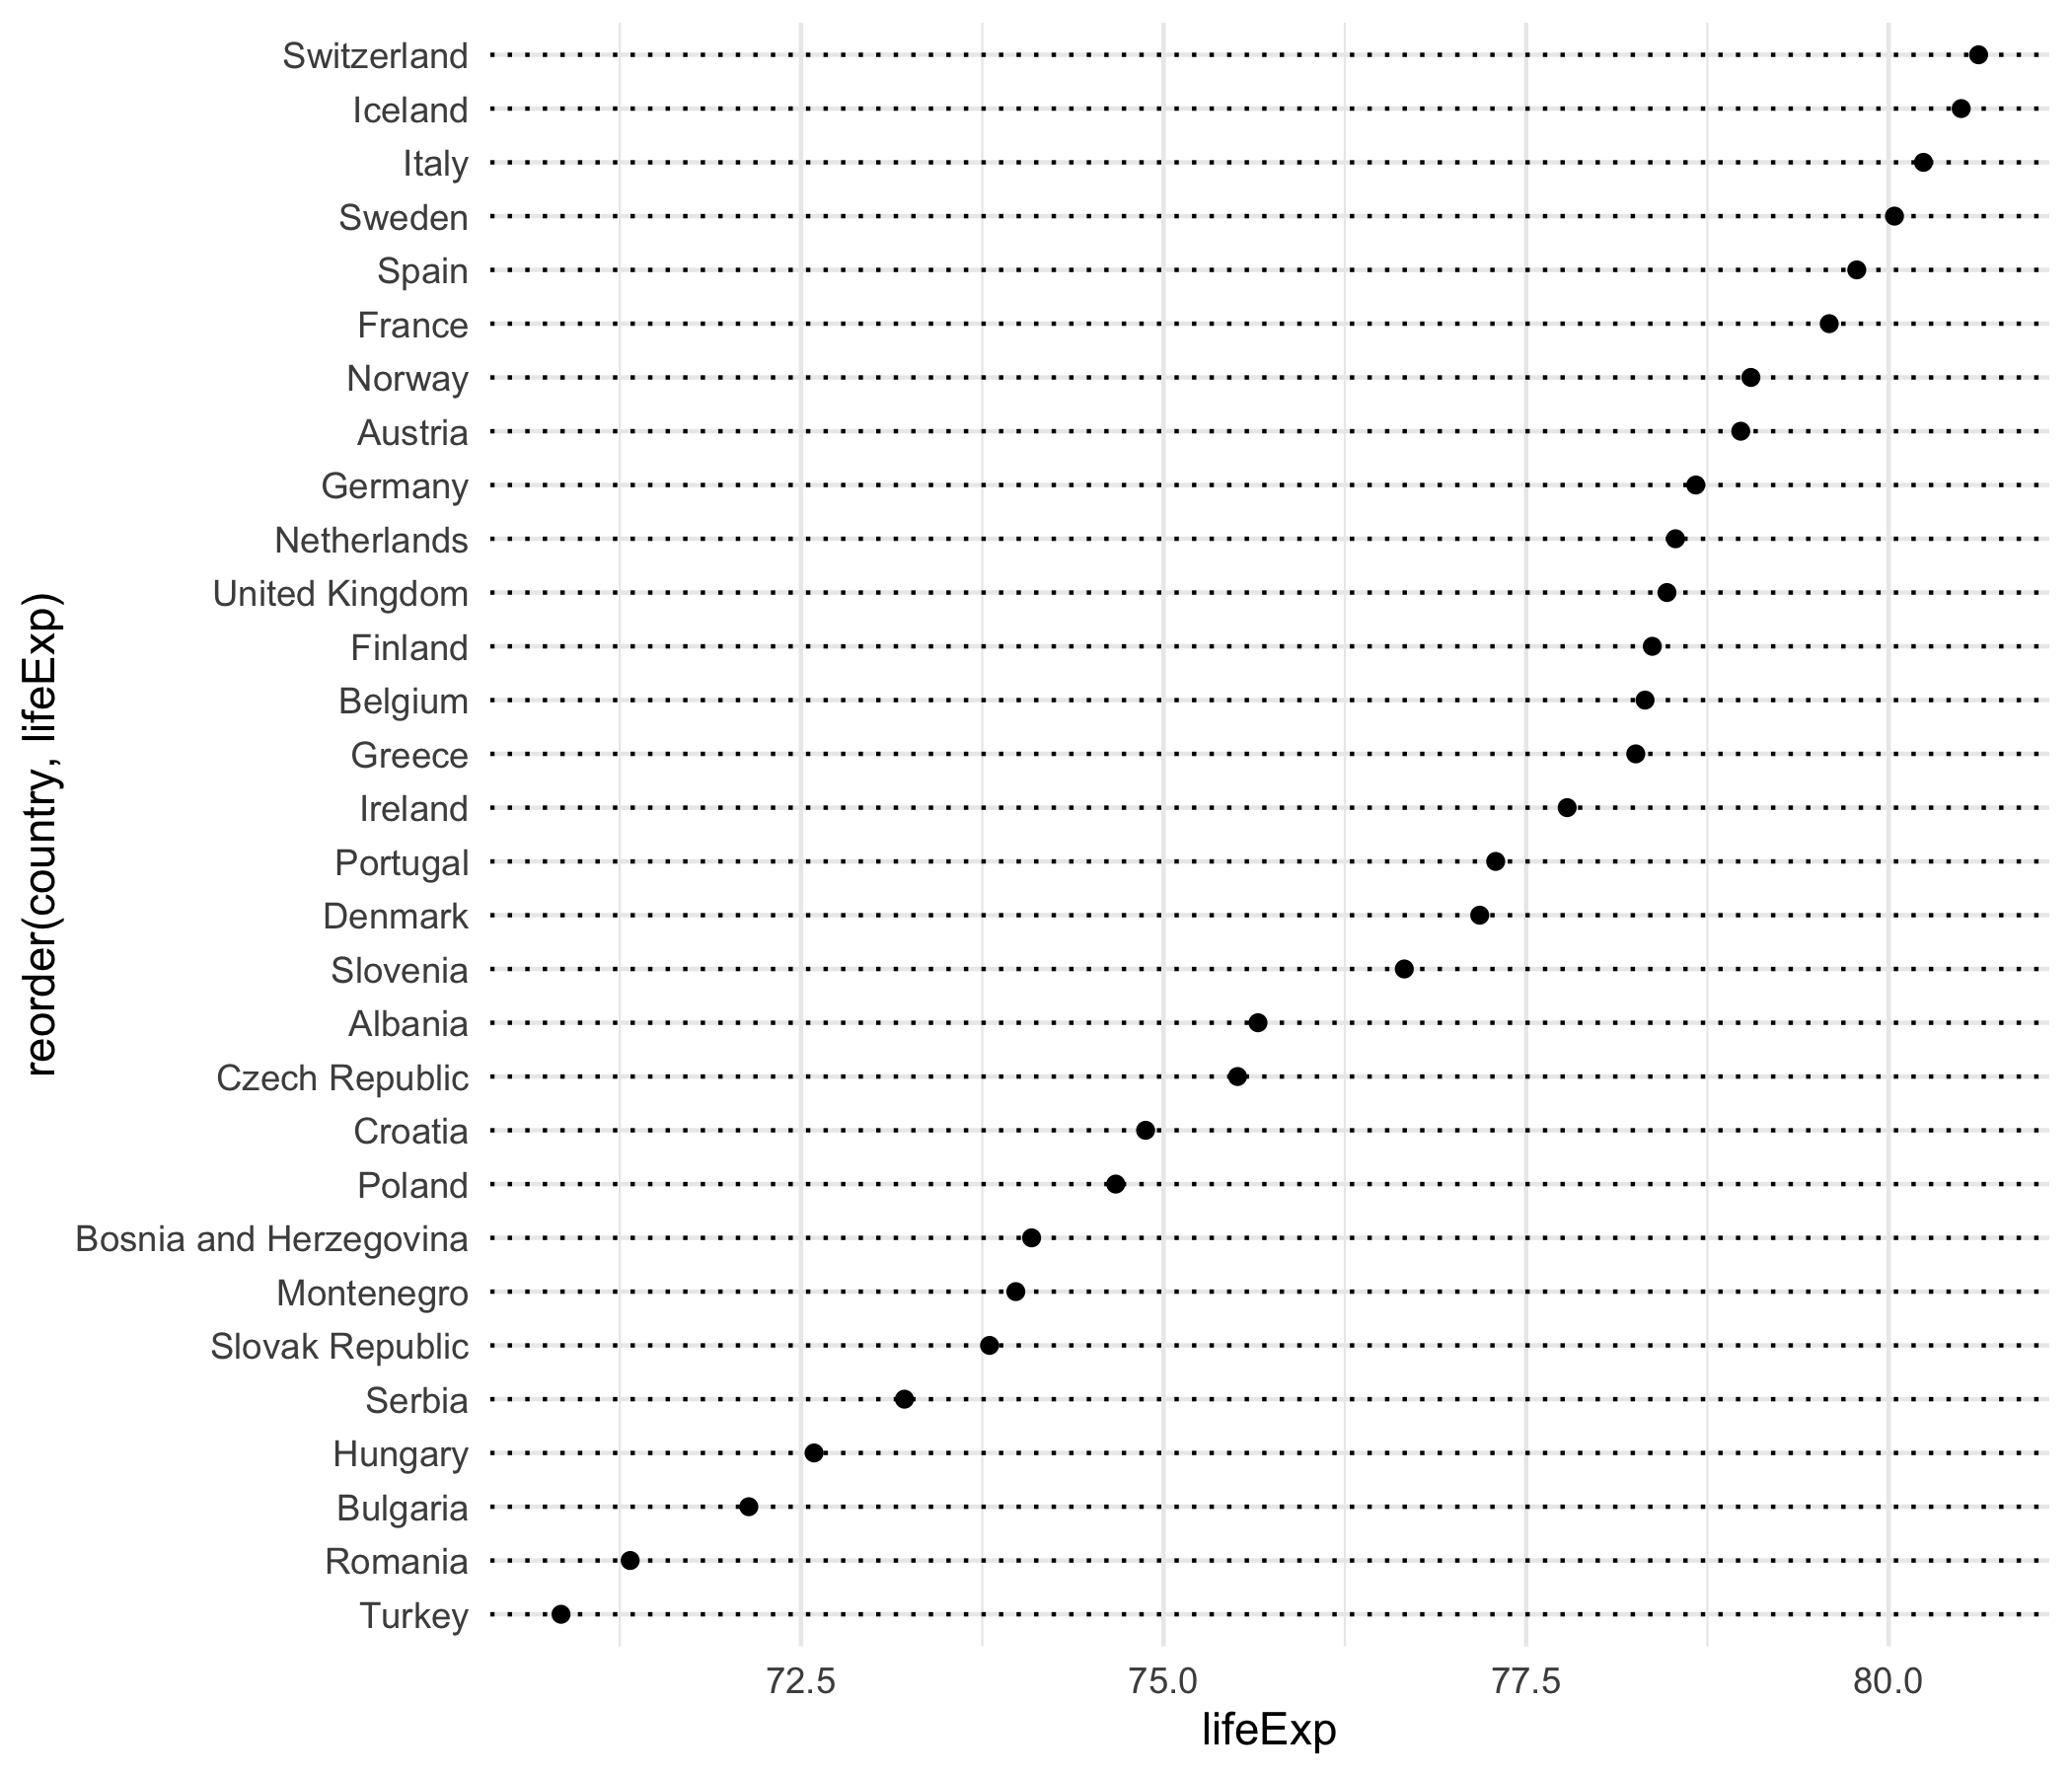 Switzerland
Iceland
Italy
Sweden
Spain
France
Norway
Austria
Germany
Netherlands
United Kingdom
Finland
Belgium
Greece
Ireland
Portugal
Denmark
Slovenia
Albania
Czech Republic
Croatia
Poland
Bosnia and Herzegovina
Montenegro
Slovak Republic
Serbia
Hungary
Bulgaria
Romania
Turkey
reorder(country, lifeExp)
72.5 75.0 77.5 80.0
lifeExp